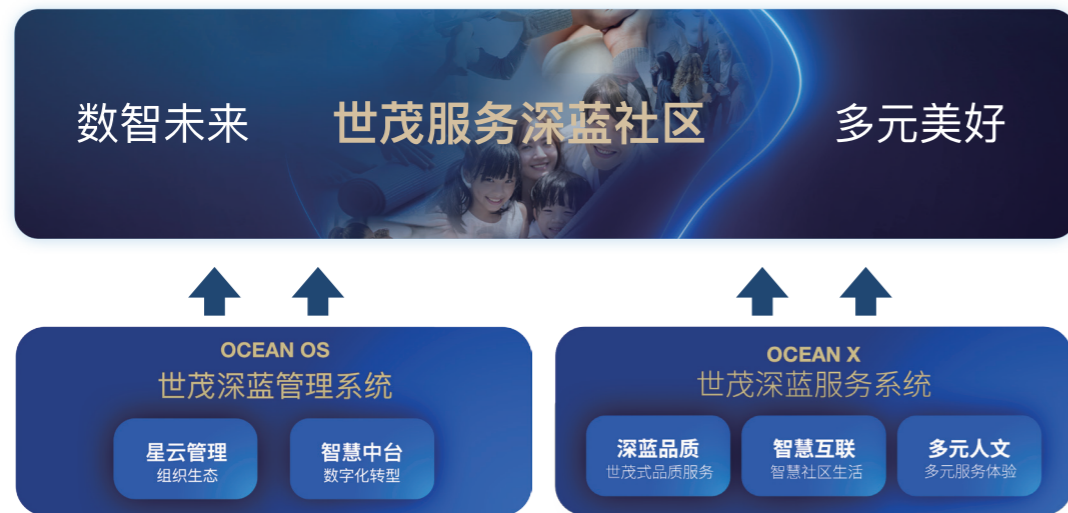 数智未来 世茂服务深蓝社区 多元美好
OCEAN OS
世茂深蓝管理系统
星云管理
组织生态
智慧中台
数字化转型
OCEAN X
世茂深蓝服务系统
深蓝品质
世茂式品质服务
智慧互联
智慧社区生活
多元人文
多元服务体验